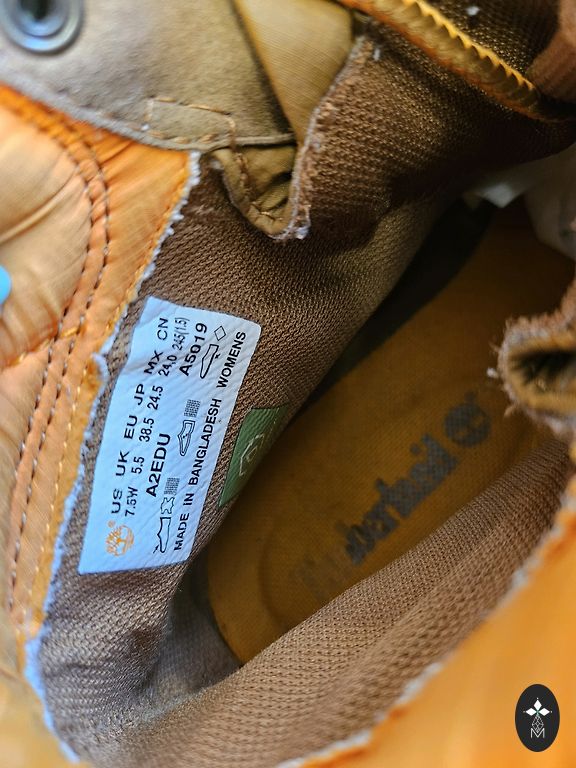 US UK EU JP MX CN
7.5W 5.5 38.5 24.5 24.0 245(1.5)
A2EDU A5019
MADE IN BANGLADESH WOMENS
Timberland